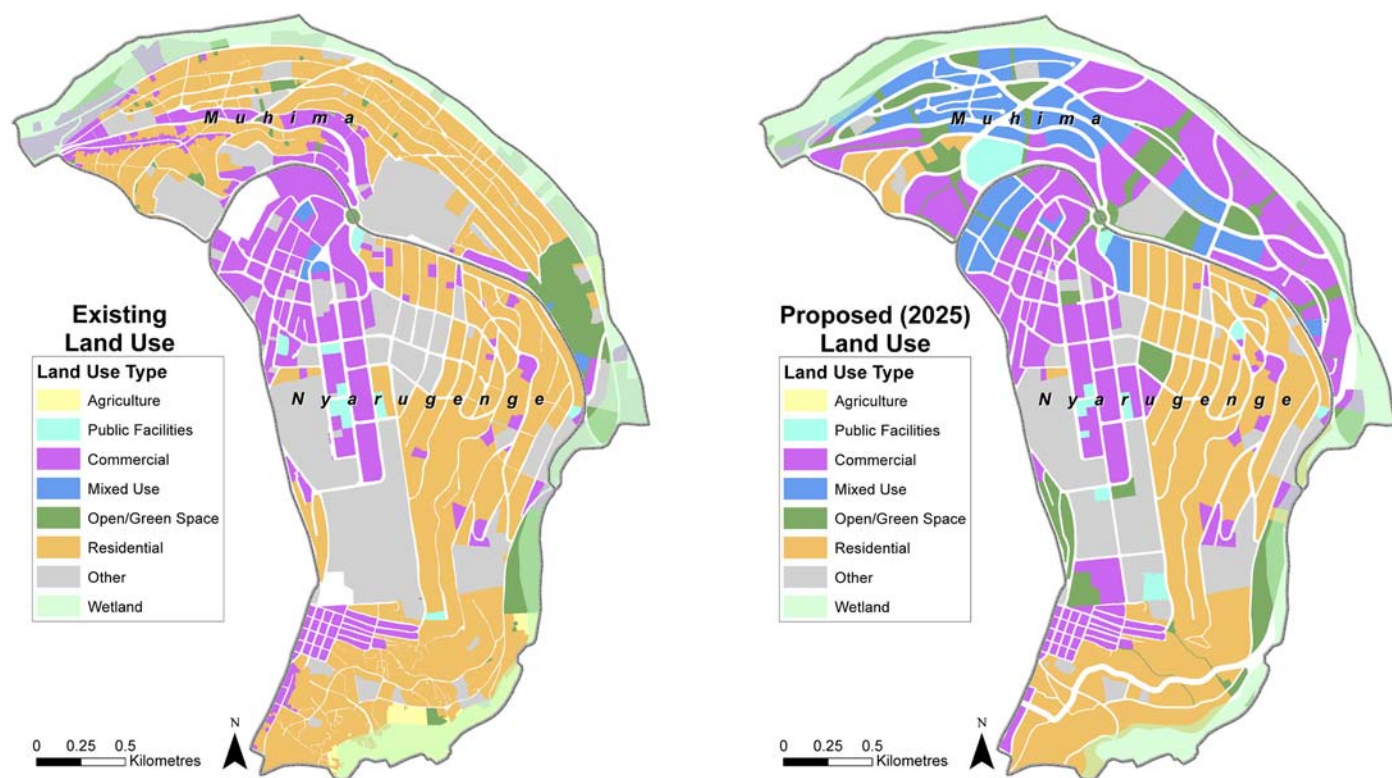 Muhima
Existing
Land Use
Land Use Type
Agriculture
Public Facilities
Commercial
Mixed Use
Open/Green Space
Residential
Other
Wetland
Nyarugenge
N
0 0.25 0.5
Kilometres
Muhima
Proposed (2025)
Land Use
Land Use Type
Agriculture
Public Facilities
Commercial
Mixed Use
Open/Green Space
Residential
Other
Wetland
Nyarugenge
N
0 0.25 0.5
Kilometres